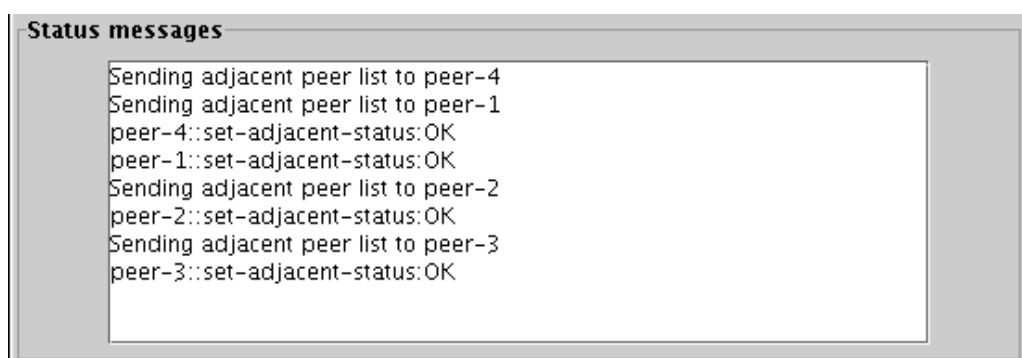 Status messages
Sending adjacent peer list to peer-4
Sending adjacent peer list to peer-1
peer-4::set-adjacent-status:OK
peer-1::set-adjacent-status:OK
Sending adjacent peer list to peer-2
peer-2::set-adjacent-status:OK
Sending adjacent peer list to peer-3
peer-3::set-adjacent-status:OK